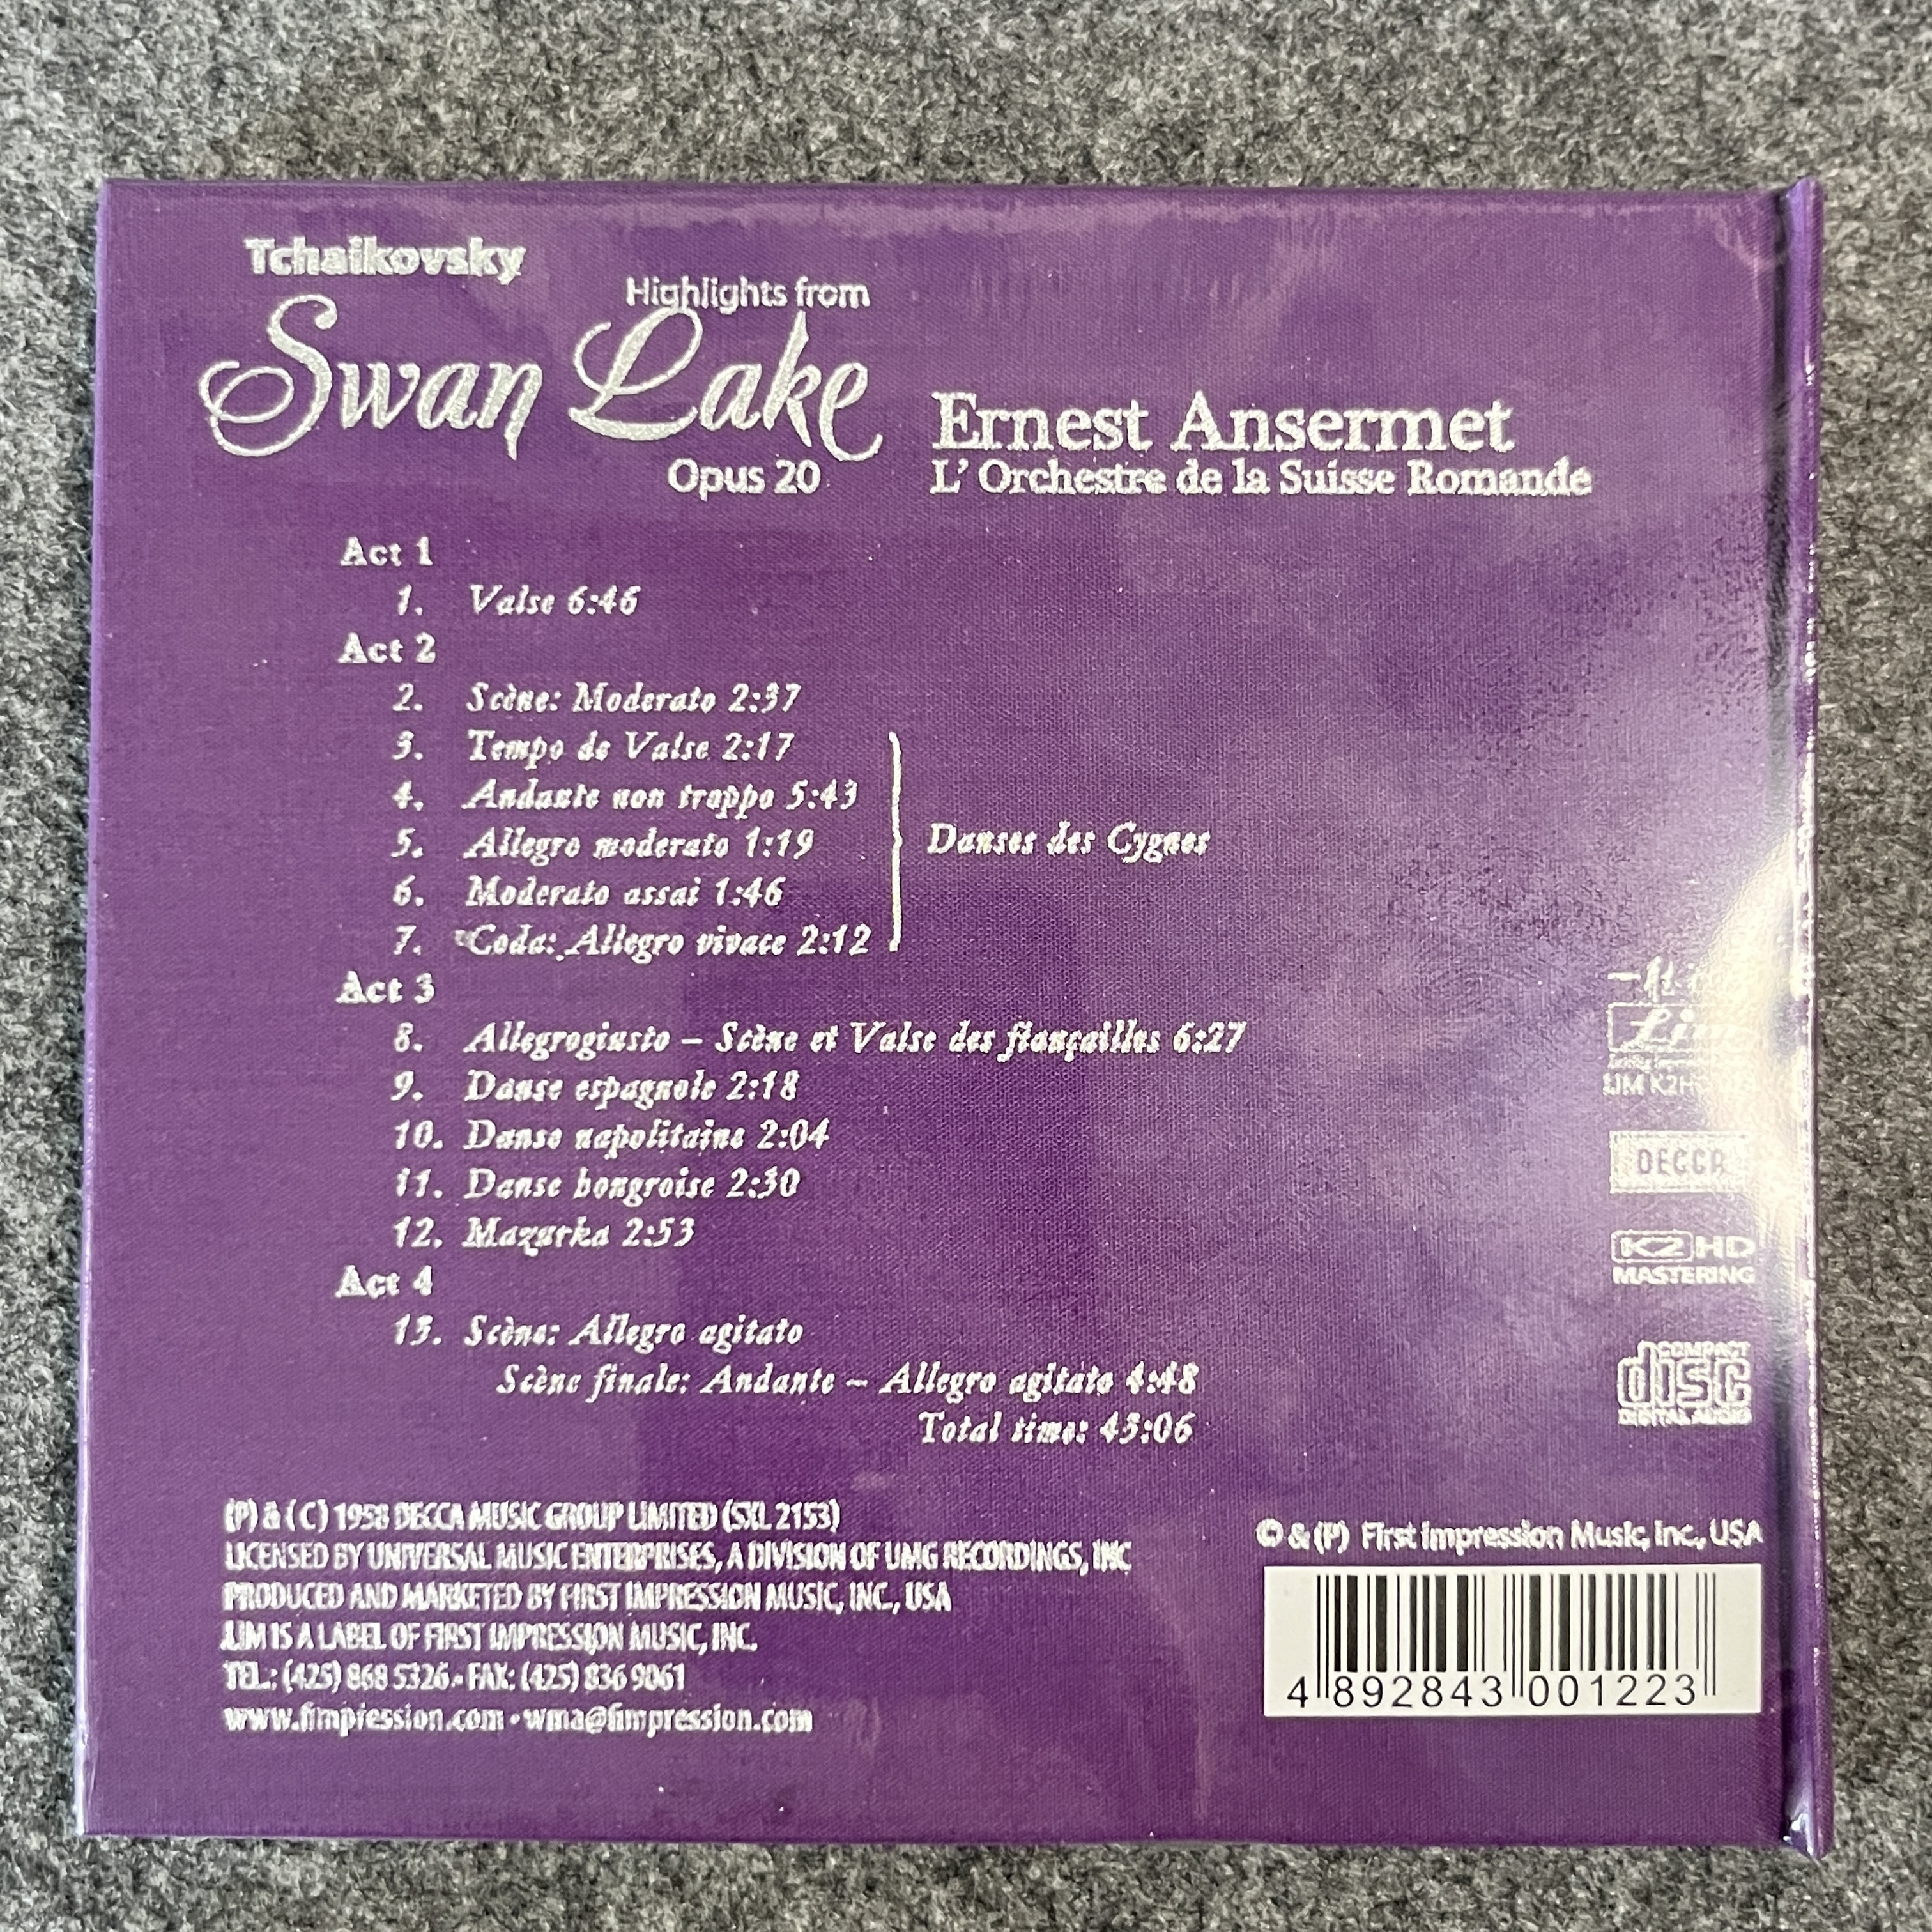 Tchaikovsky
Highlights from
Swan Lake
Opus 20
Ernest Ansermet
L' Orchestre de la Suisse Romande
Act 1
1. Valse 6:46
Act 2
2. Scène: Moderato 2:37
3. Tempo de Valse 2:17
4. Andante non troppo 5:43
5. Allegro moderato 1:19
6. Moderato assai 1:46
7. Coda: Allegro vivace 2:12
Danses des Cygnes
Act 3
8. Allegrogiusto – Scène et Valse des fiançailles 6:27
9. Danse espagnole 2:18
10. Danse napolitaine 2:04
11. Danse hongroise 2:30
12. Mazurka 2:53
Act 4
13. Scène: Allegro agitato
Scène finale: Andante – Allegro agitato 4:48
Total time: 43:06
Lim
LIM
DECCA
K2 HD
MASTERING
COMPACT
disc
DIGITAL AUDIO
(P) & (C) 1958 DECCA MUSIC GROUP LIMITED (SXL 2153)
LICENSED BY UNIVERSAL MUSIC ENTERPRISES, A DIVISION OF UMG RECORDINGS, INC
PRODUCED AND MARKETED BY FIRST IMPRESSION MUSIC, INC., USA
LIM IS A LABEL OF FIRST IMPRESSION MUSIC, INC.
TEL.: (425) 868 5326 • FAX: (425) 836 9061
www.fimpression.com • wma@fimpression.com
© & (P) First Impression Music, Inc., USA
4 892843 001223